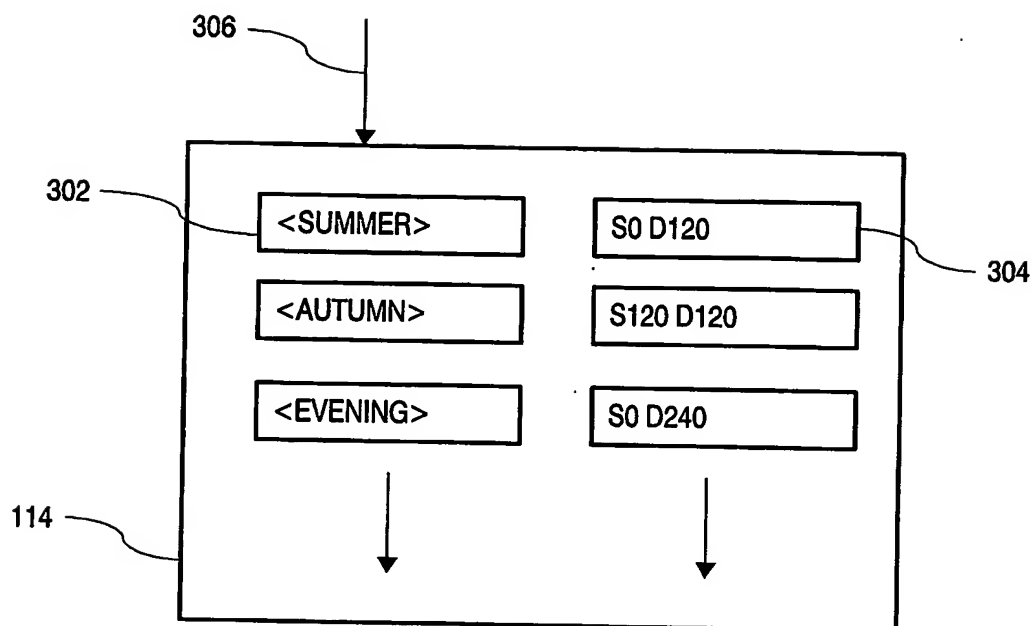 306
302
<SUMMER>
S0 D120
304
<AUTUMN>
S120 D120
<EVENING>
S0 D240
114